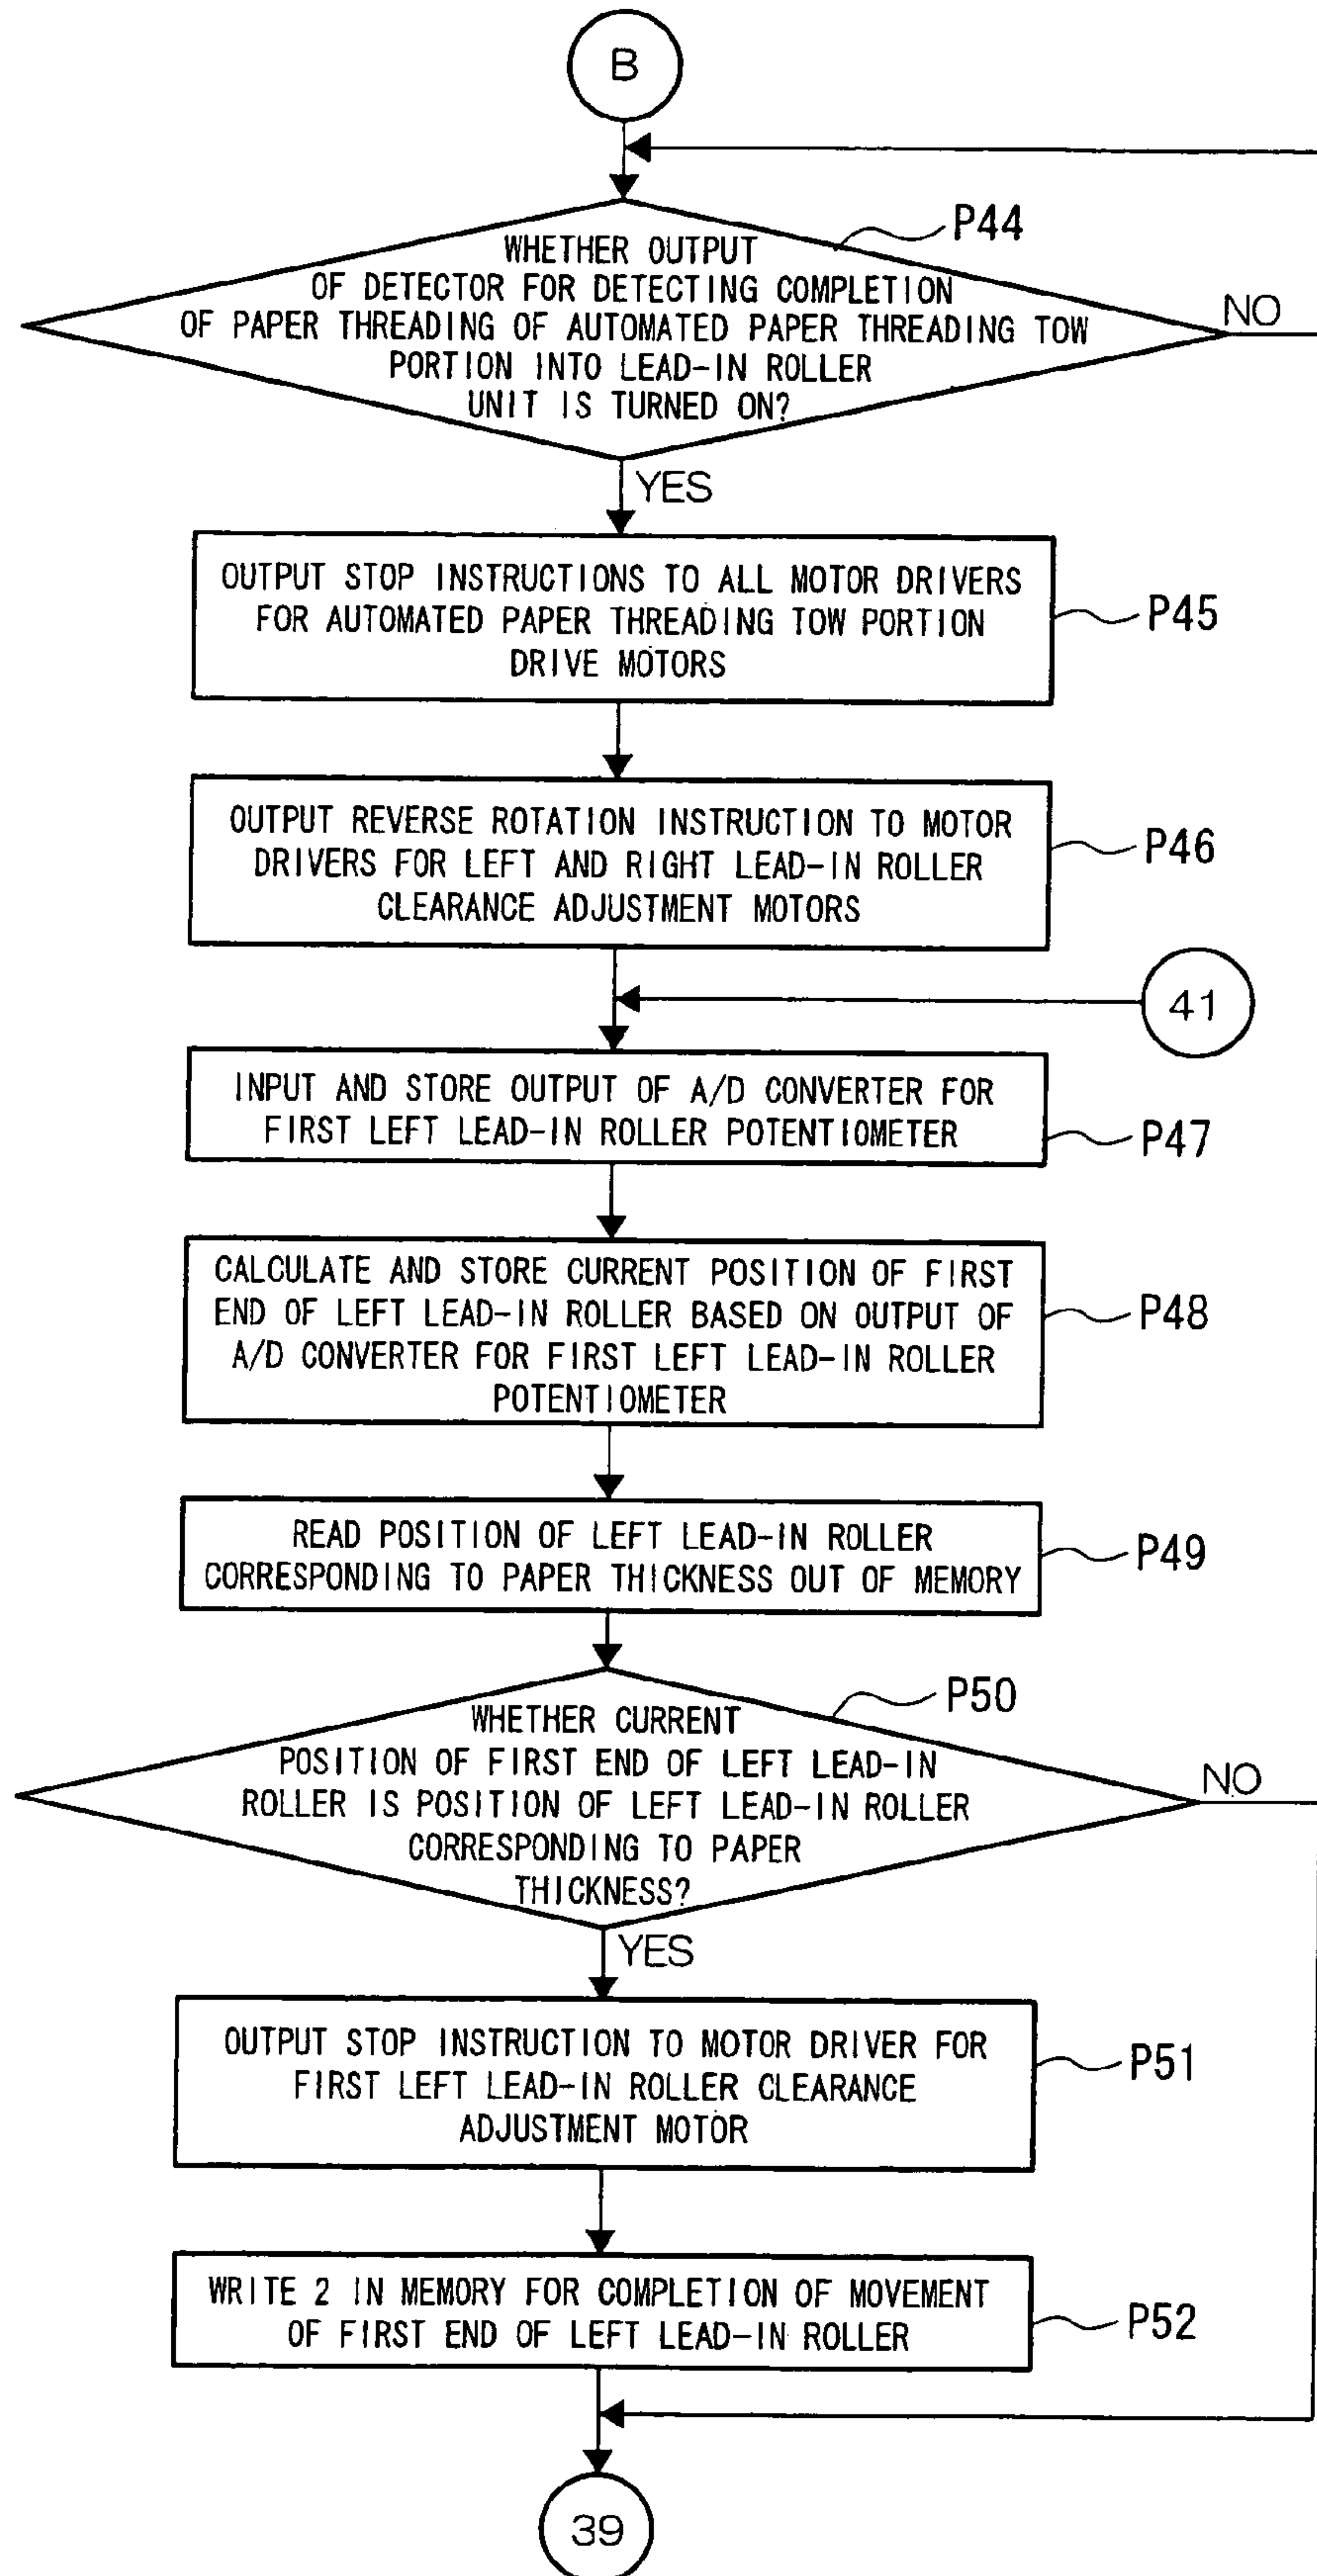 B
P44
WHETHER OUTPUT
OF DETECTOR FOR DETECTING COMPLETION
OF PAPER THREADING OF AUTOMATED PAPER THREADING TOW
PORTION INTO LEAD-IN ROLLER
UNIT IS TURNED ON?
NO
YES
OUTPUT STOP INSTRUCTIONS TO ALL MOTOR DRIVERS
FOR AUTOMATED PAPER THREADING TOW PORTION
DRIVE MOTORS
P45
OUTPUT REVERSE ROTATION INSTRUCTION TO MOTOR
DRIVERS FOR LEFT AND RIGHT LEAD-IN ROLLER
CLEARANCE ADJUSTMENT MOTORS
P46
41
INPUT AND STORE OUTPUT OF A/D CONVERTER FOR
FIRST LEFT LEAD-IN ROLLER POTENTIOMETER
P47
CALCULATE AND STORE CURRENT POSITION OF FIRST
END OF LEFT LEAD-IN ROLLER BASED ON OUTPUT OF
A/D CONVERTER FOR FIRST LEFT LEAD-IN ROLLER
POTENTIOMETER
P48
READ POSITION OF LEFT LEAD-IN ROLLER
CORRESPONDING TO PAPER THICKNESS OUT OF MEMORY
P49
P50
WHETHER CURRENT
POSITION OF FIRST END OF LEFT LEAD-IN
ROLLER IS POSITION OF LEFT LEAD-IN ROLLER
CORRESPONDING TO PAPER
THICKNESS?
NO
YES
OUTPUT STOP INSTRUCTION TO MOTOR DRIVER FOR
FIRST LEFT LEAD-IN ROLLER CLEARANCE
ADJUSTMENT MOTOR
P51
WRITE 2 IN MEMORY FOR COMPLETION OF MOVEMENT
OF FIRST END OF LEFT LEAD-IN ROLLER
P52
39